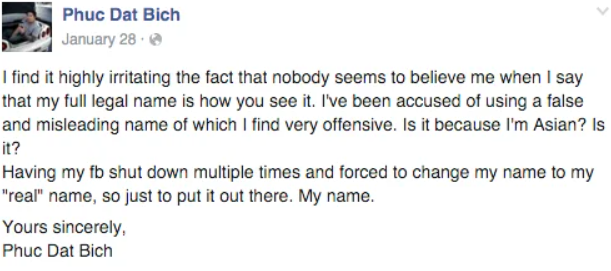 Phuc Dat Bich
January 28 ·
I find it highly irritating the fact that nobody seems to believe me when I say
that my full legal name is how you see it. I've been accused of using a false
and misleading name of which I find very offensive. Is it because I'm Asian? Is
it?
Having my fb shut down multiple times and forced to change my name to my
"real" name, so just to put it out there. My name.
Yours sincerely,
Phuc Dat Bich